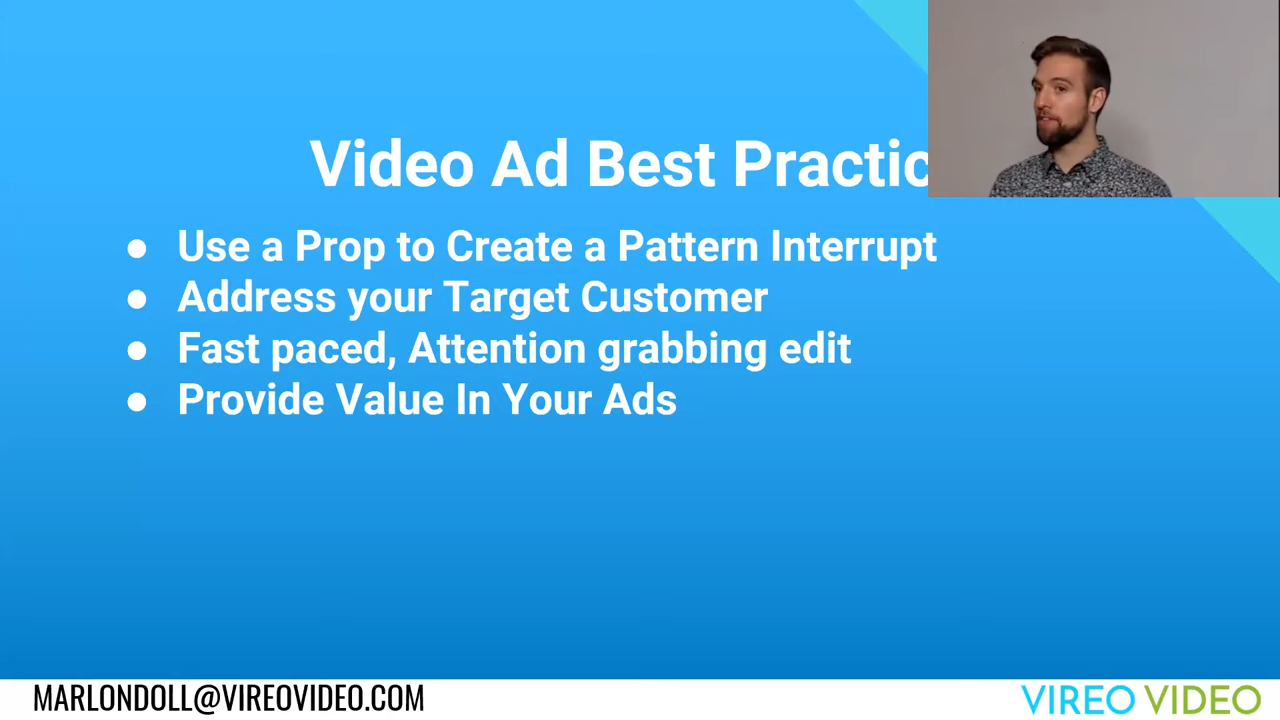 Video Ad Best Practic
● Use a Prop to Create a Pattern Interrupt
● Address your Target Customer
● Fast paced, Attention grabbing edit
● Provide Value In Your Ads
MARLONDOLL@VIREOVIDEO.COM
VIREO VIDEO